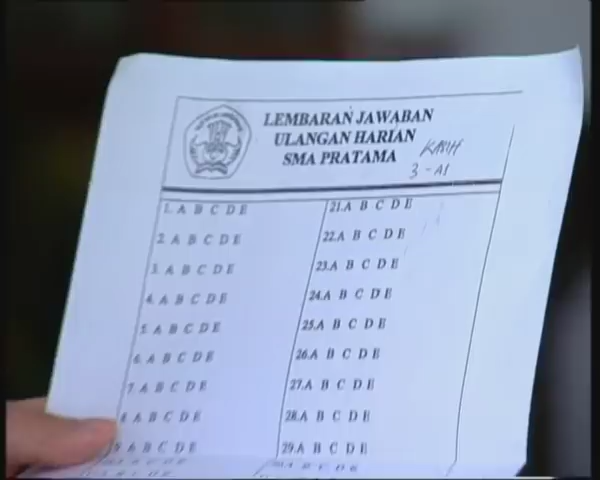 LEMBARAN JAWABAN
ULANGAN HARIAN
SMA PRATAMA
KASIH
3-A1
1. A B C D E
2. A B C D E
3. A B C D E
4. A B C D E
5. A B C D E
6. A B C D E
7. A B C D E
8. A B C D E
9. A B C D E
21. A B C D E
22. A B C D E
23. A B C D E
24. A B C D E
25. A B C D E
26. A B C D E
27. A B C D E
28. A B C D E
29. A B C D E